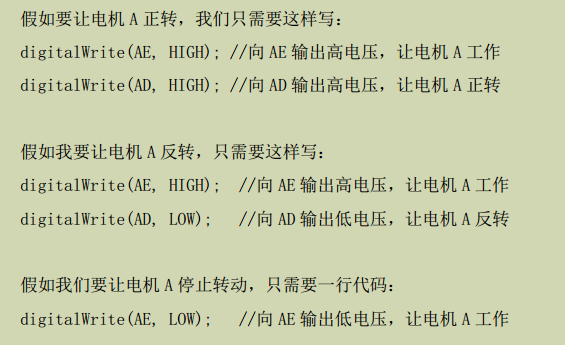 假如要让电机 A 正转，我们只需要这样写：
digitalWrite(AE, HIGH); //向 AE 输出高电压，让电机 A 工作
digitalWrite(AD, HIGH); //向 AD 输出高电压，让电机 A 正转
假如我要让电机 A 反转，只需要这样写：
digitalWrite(AE, HIGH);  //向 AE 输出高电压，让电机 A 工作
digitalWrite(AD, LOW);   //向 AD 输出低电压，让电机 A 反转
假如我们要让电机 A 停止转动，只需要一行代码：
digitalWrite(AE, LOW);   //向 AE 输出低电压，让电机 A 工作